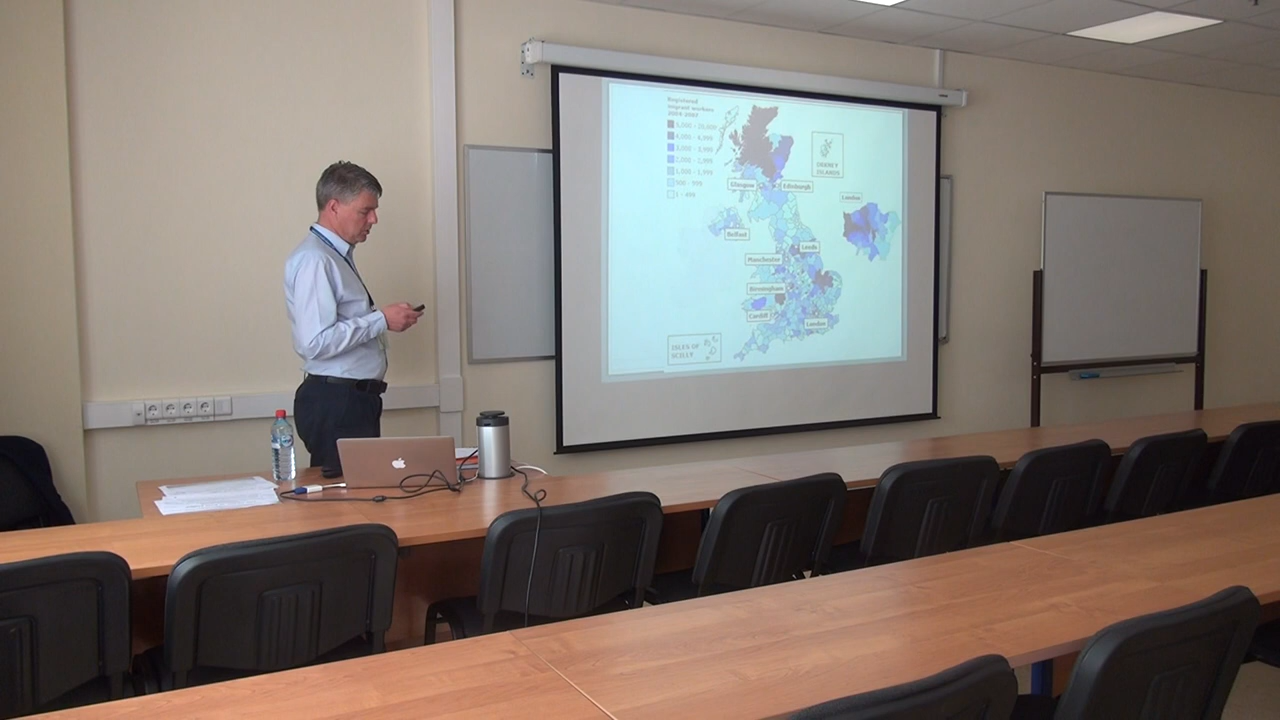 Registered
migrant workers
2004-2007
5,000 - 10,000
4,000 - 4,999
3,000 - 3,999
2,000 - 2,999
1,000 - 1,999
500 - 999
1 - 499
ORKNEY
ISLANDS
Glasgow
Edinburgh
London
Belfast
Leeds
Manchester
Birmingham
Cardiff
London
ISLES OF
SCILLY